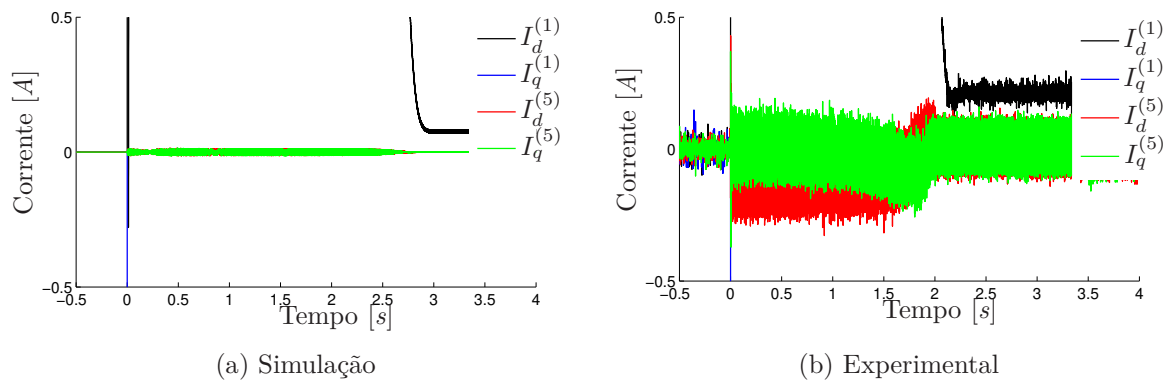 0.5
0
−0.5
Corrente [A]
−0.5 0 0.5 1 1.5 2 2.5 3 3.5 4
Tempo [s]
I_d^{(1)}
I_q^{(1)}
I_d^{(5)}
I_q^{(5)}
(a) Simulação
0.5
0
−0.5
Corrente [A]
−0.5 0 0.5 1 1.5 2 2.5 3 3.5 4
Tempo [s]
I_d^{(1)}
I_q^{(1)}
I_d^{(5)}
I_q^{(5)}
(b) Experimental